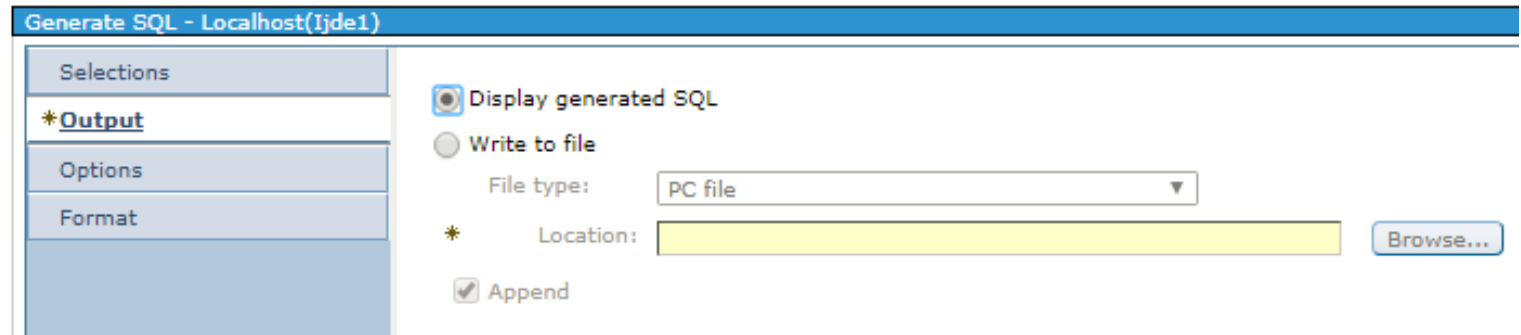 Generate SQL - Localhost(Ijde1)
Selections
*Output
Options
Format
Display generated SQL
Write to file
File type: PC file
* Location: Browse...
Append